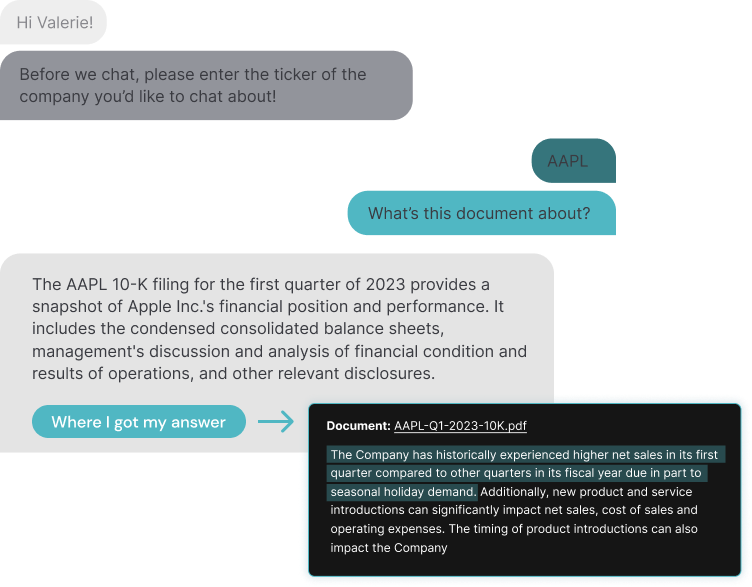 Hi Valerie!
Before we chat, please enter the ticker of the
company you’d like to chat about!
AAPL
What’s this document about?
The AAPL 10-K filing for the first quarter of 2023 provides a
snapshot of Apple Inc.'s financial position and performance. It
includes the condensed consolidated balance sheets,
management's discussion and analysis of financial condition and
results of operations, and other relevant disclosures.
Where I got my answer
Document: AAPL-Q1-2023-10K.pdf
The Company has historically experienced higher net sales in its first
quarter compared to other quarters in its fiscal year due in part to
seasonal holiday demand. Additionally, new product and service
introductions can significantly impact net sales, cost of sales and
operating expenses. The timing of product introductions can also
impact the Company